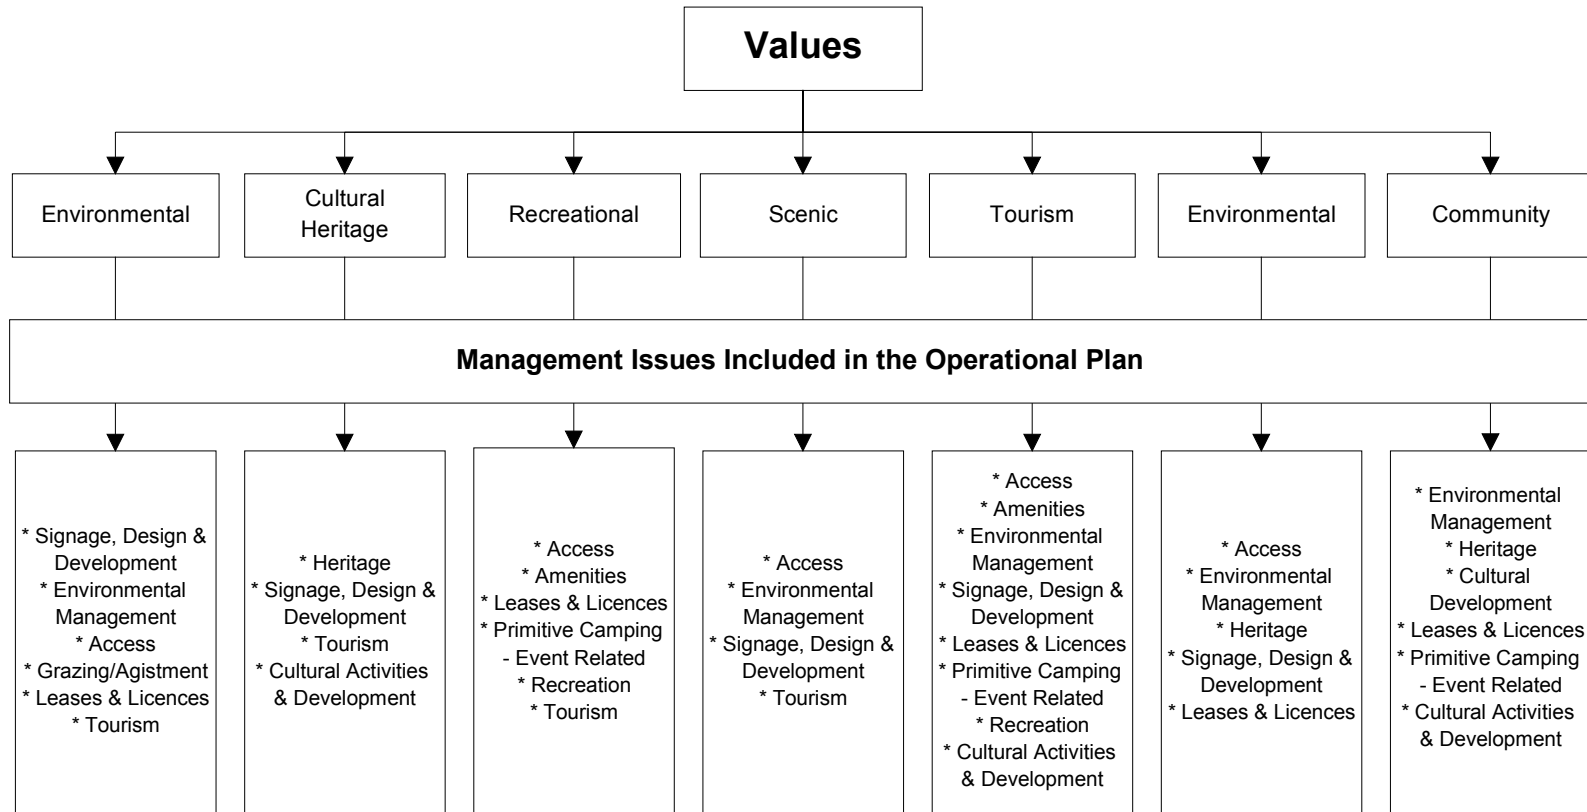 Values
Environmental
Cultural
Heritage
Recreational
Scenic
Tourism
Environmental
Community
Management Issues Included in the Operational Plan
* Signage, Design &
Development
* Environmental
Management
* Access
* Grazing/Agistment
* Leases & Licences
* Tourism
* Heritage
* Signage, Design &
Development
* Tourism
* Cultural Activities
& Development
* Access
* Amenities
* Leases & Licences
* Primitive Camping
- Event Related
* Recreation
* Tourism
* Access
* Environmental
Management
* Signage, Design &
Development
* Tourism
* Access
* Amenities
* Environmental
Management
* Signage, Design &
Development
* Leases & Licences
* Primitive Camping
- Event Related
* Recreation
* Cultural Activities
& Development
* Access
* Environmental
Management
* Heritage
* Signage, Design &
Development
* Leases & Licences
* Environmental
Management
* Heritage
* Cultural
Development
* Leases & Licences
* Primitive Camping
- Event Related
* Cultural Activities
& Development